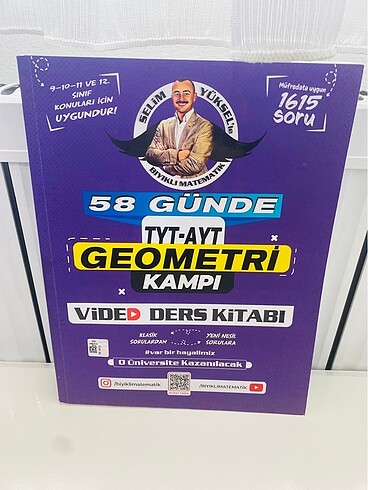 9-10-11 VE 12.
SINIF
KONULARI İÇİN
UYGUNDUR!
SELİM YÜKSEL'le
BIYIKLI MATEMATİK
Müfredata uygun
1615
soru
58 GÜNDE
TYT-AYT
GEOMETRİ
KAMPI
VİDEO DERS KİTABI
KLASİK
SORULARDAN
YENİ NESİL
SORULARA
#var bir hayalimiz
O Üniversite Kazanılacak
/biyiklimatematik
/BIYIKLIMATEMATİK